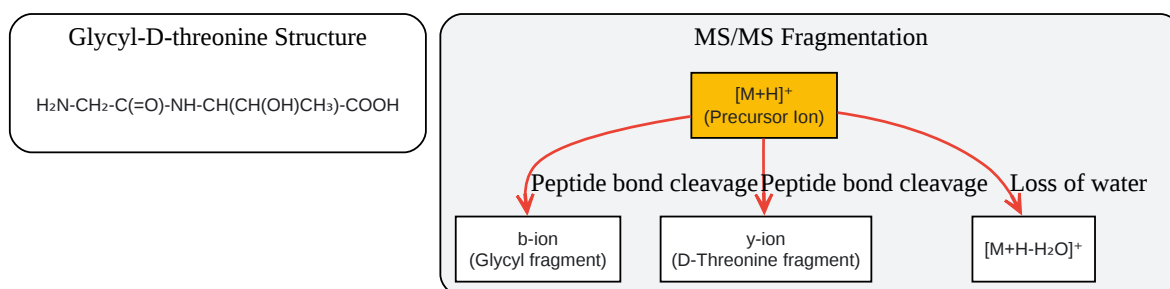 Glycyl-D-threonine Structure
H₂N-CH₂-C(=O)-NH-CH(CH(OH)CH₃)-COOH
MS/MS Fragmentation
[M+H]⁺
(Precursor Ion)
Peptide bond cleavage
Peptide bond cleavage
Loss of water
b-ion
(Glycyl fragment)
y-ion
(D-Threonine fragment)
[M+H-H₂O]⁺